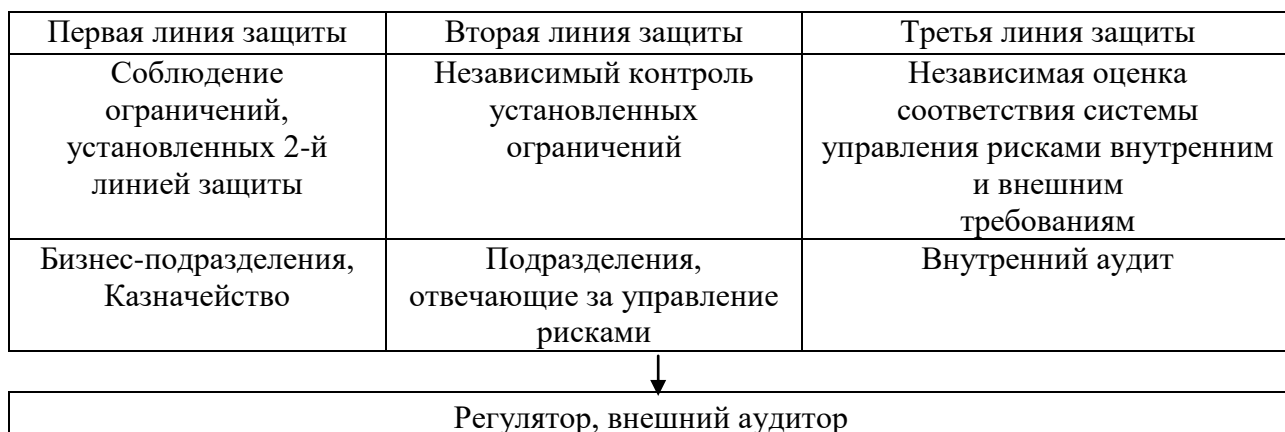 Первая линия защиты
Вторая линия защиты
Третья линия защиты
Соблюдение
ограничений,
установленных 2-й
линией защиты
Независимый контроль
установленных
ограничений
Независимая оценка
соответствия системы
управления рисками внутренним
и внешним
требованиям
Бизнес-подразделения,
Казначейство
Подразделения,
отвечающие за управление
рисками
Внутренний аудит
Регулятор, внешний аудитор